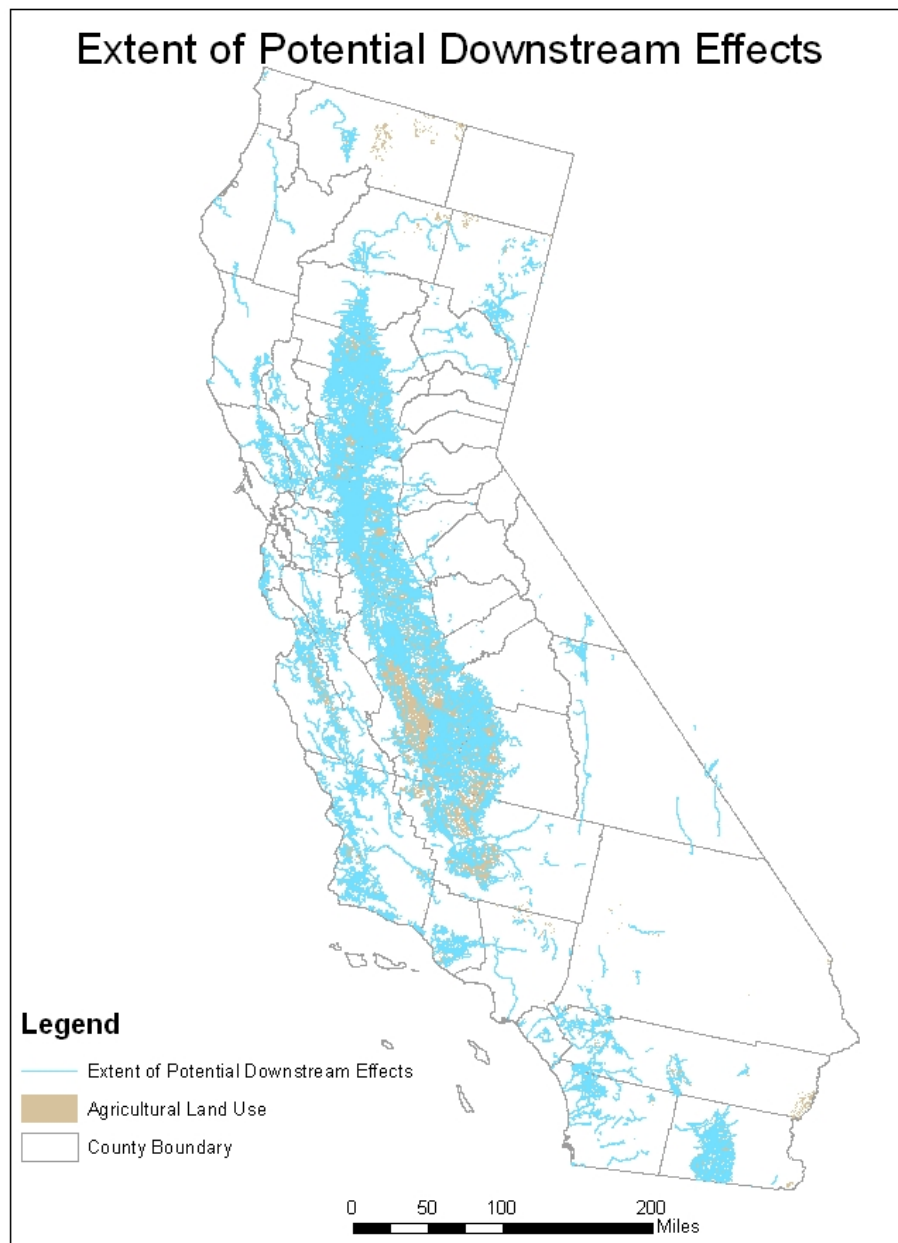 Extent of Potential Downstream Effects
Legend
Extent of Potential Downstream Effects
Agricultural Land Use
County Boundary
0 50 100 200
Miles